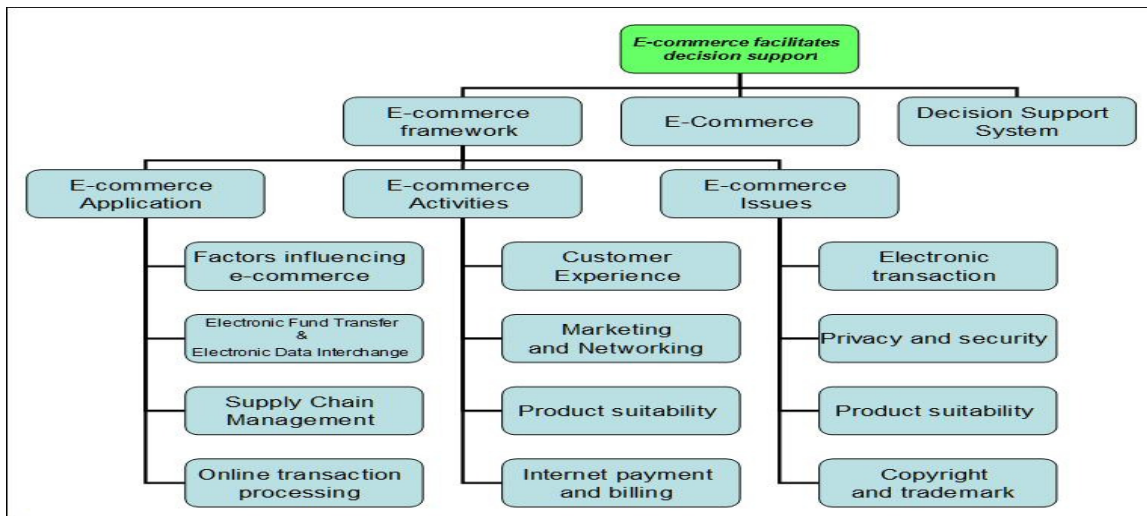 E-commerce facilitates
decision support
E-commerce
framework
E-Commerce
Decision Support
System
E-commerce
Application
E-commerce
Activities
E-commerce
Issues
Factors influencing
e-commerce
Customer
Experience
Electronic
transaction
Electronic Fund Transfer
&
Electronic Data Interchange
Marketing
and Networking
Privacy and security
Supply Chain
Management
Product suitability
Product suitability
Online transaction
processing
Internet payment
and billing
Copyright
and trademark